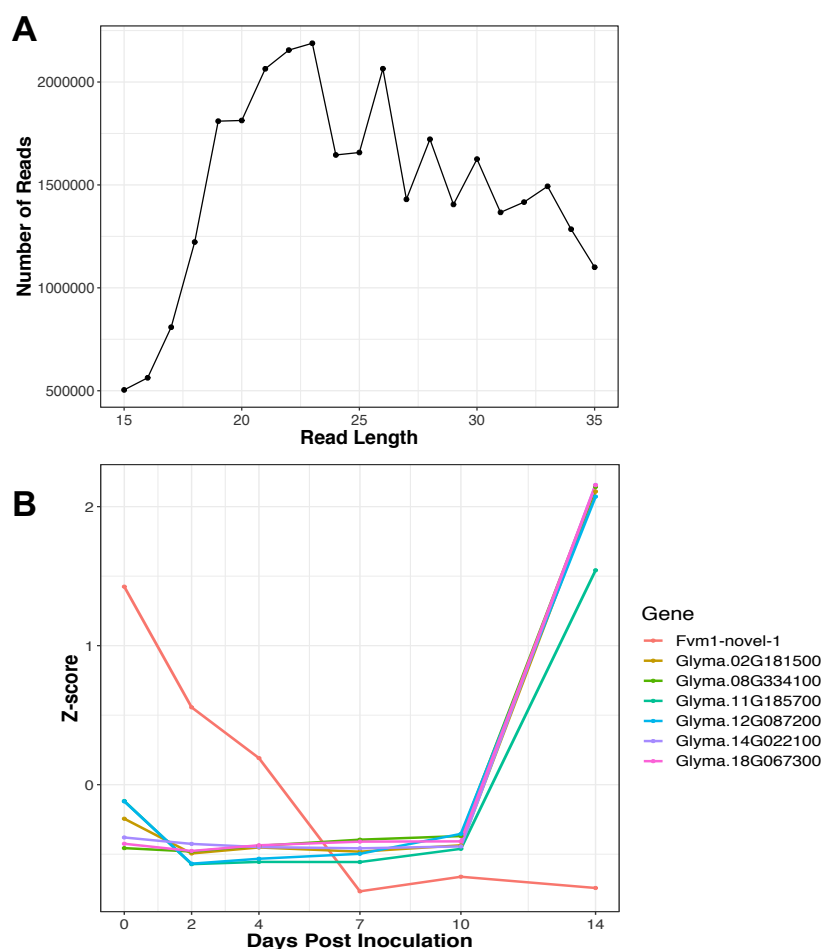 A
Number of Reads
2000000
1500000
1000000
500000
15 20 25 30 35
Read Length
B
Z-score
2
1
0
0 2 4 7 10 14
Days Post Inoculation
Gene
Fvm1-novel-1
Glyma.02G181500
Glyma.08G334100
Glyma.11G185700
Glyma.12G087200
Glyma.14G022100
Glyma.18G067300